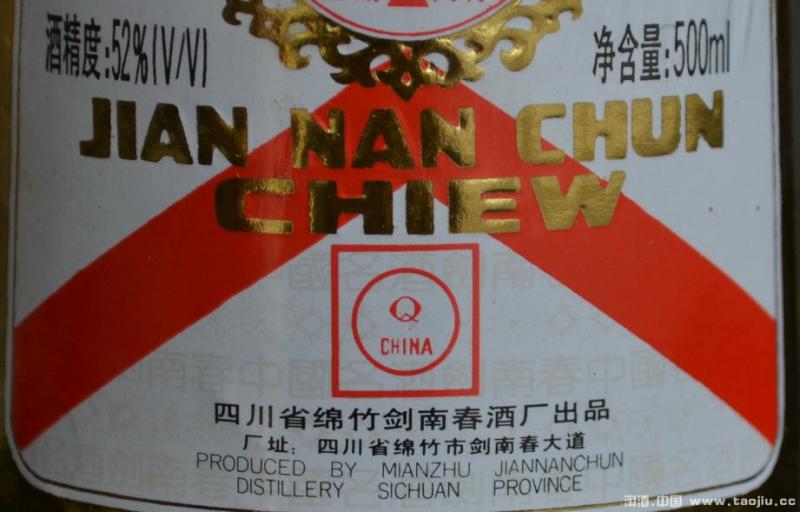 酒精度:52%(V/V)
净含量:500ml
JIAN NAN CHUN
CHIEW
Q
CHINA
四川省绵竹剑南春酒厂出品
厂址: 四川省绵竹市剑南春大道
PRODUCED BY MIANZHU JIANNANCHUN
DISTILLERY SICHUAN PROVINCE
淘酒.中国 www.taojiu.cc